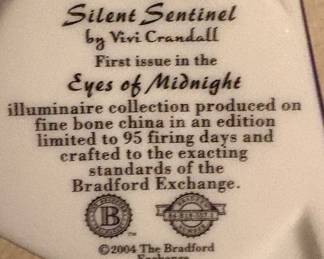 Silent Sentinel
by Vivi Crandall
First issue in the
Eyes of Midnight
illuminaire collection produced on
fine bone china in an edition
limited to 95 firing days and
crafted to the exacting
standards of the
Bradford Exchange.
B
™
©2004 The Bradford
Exchange